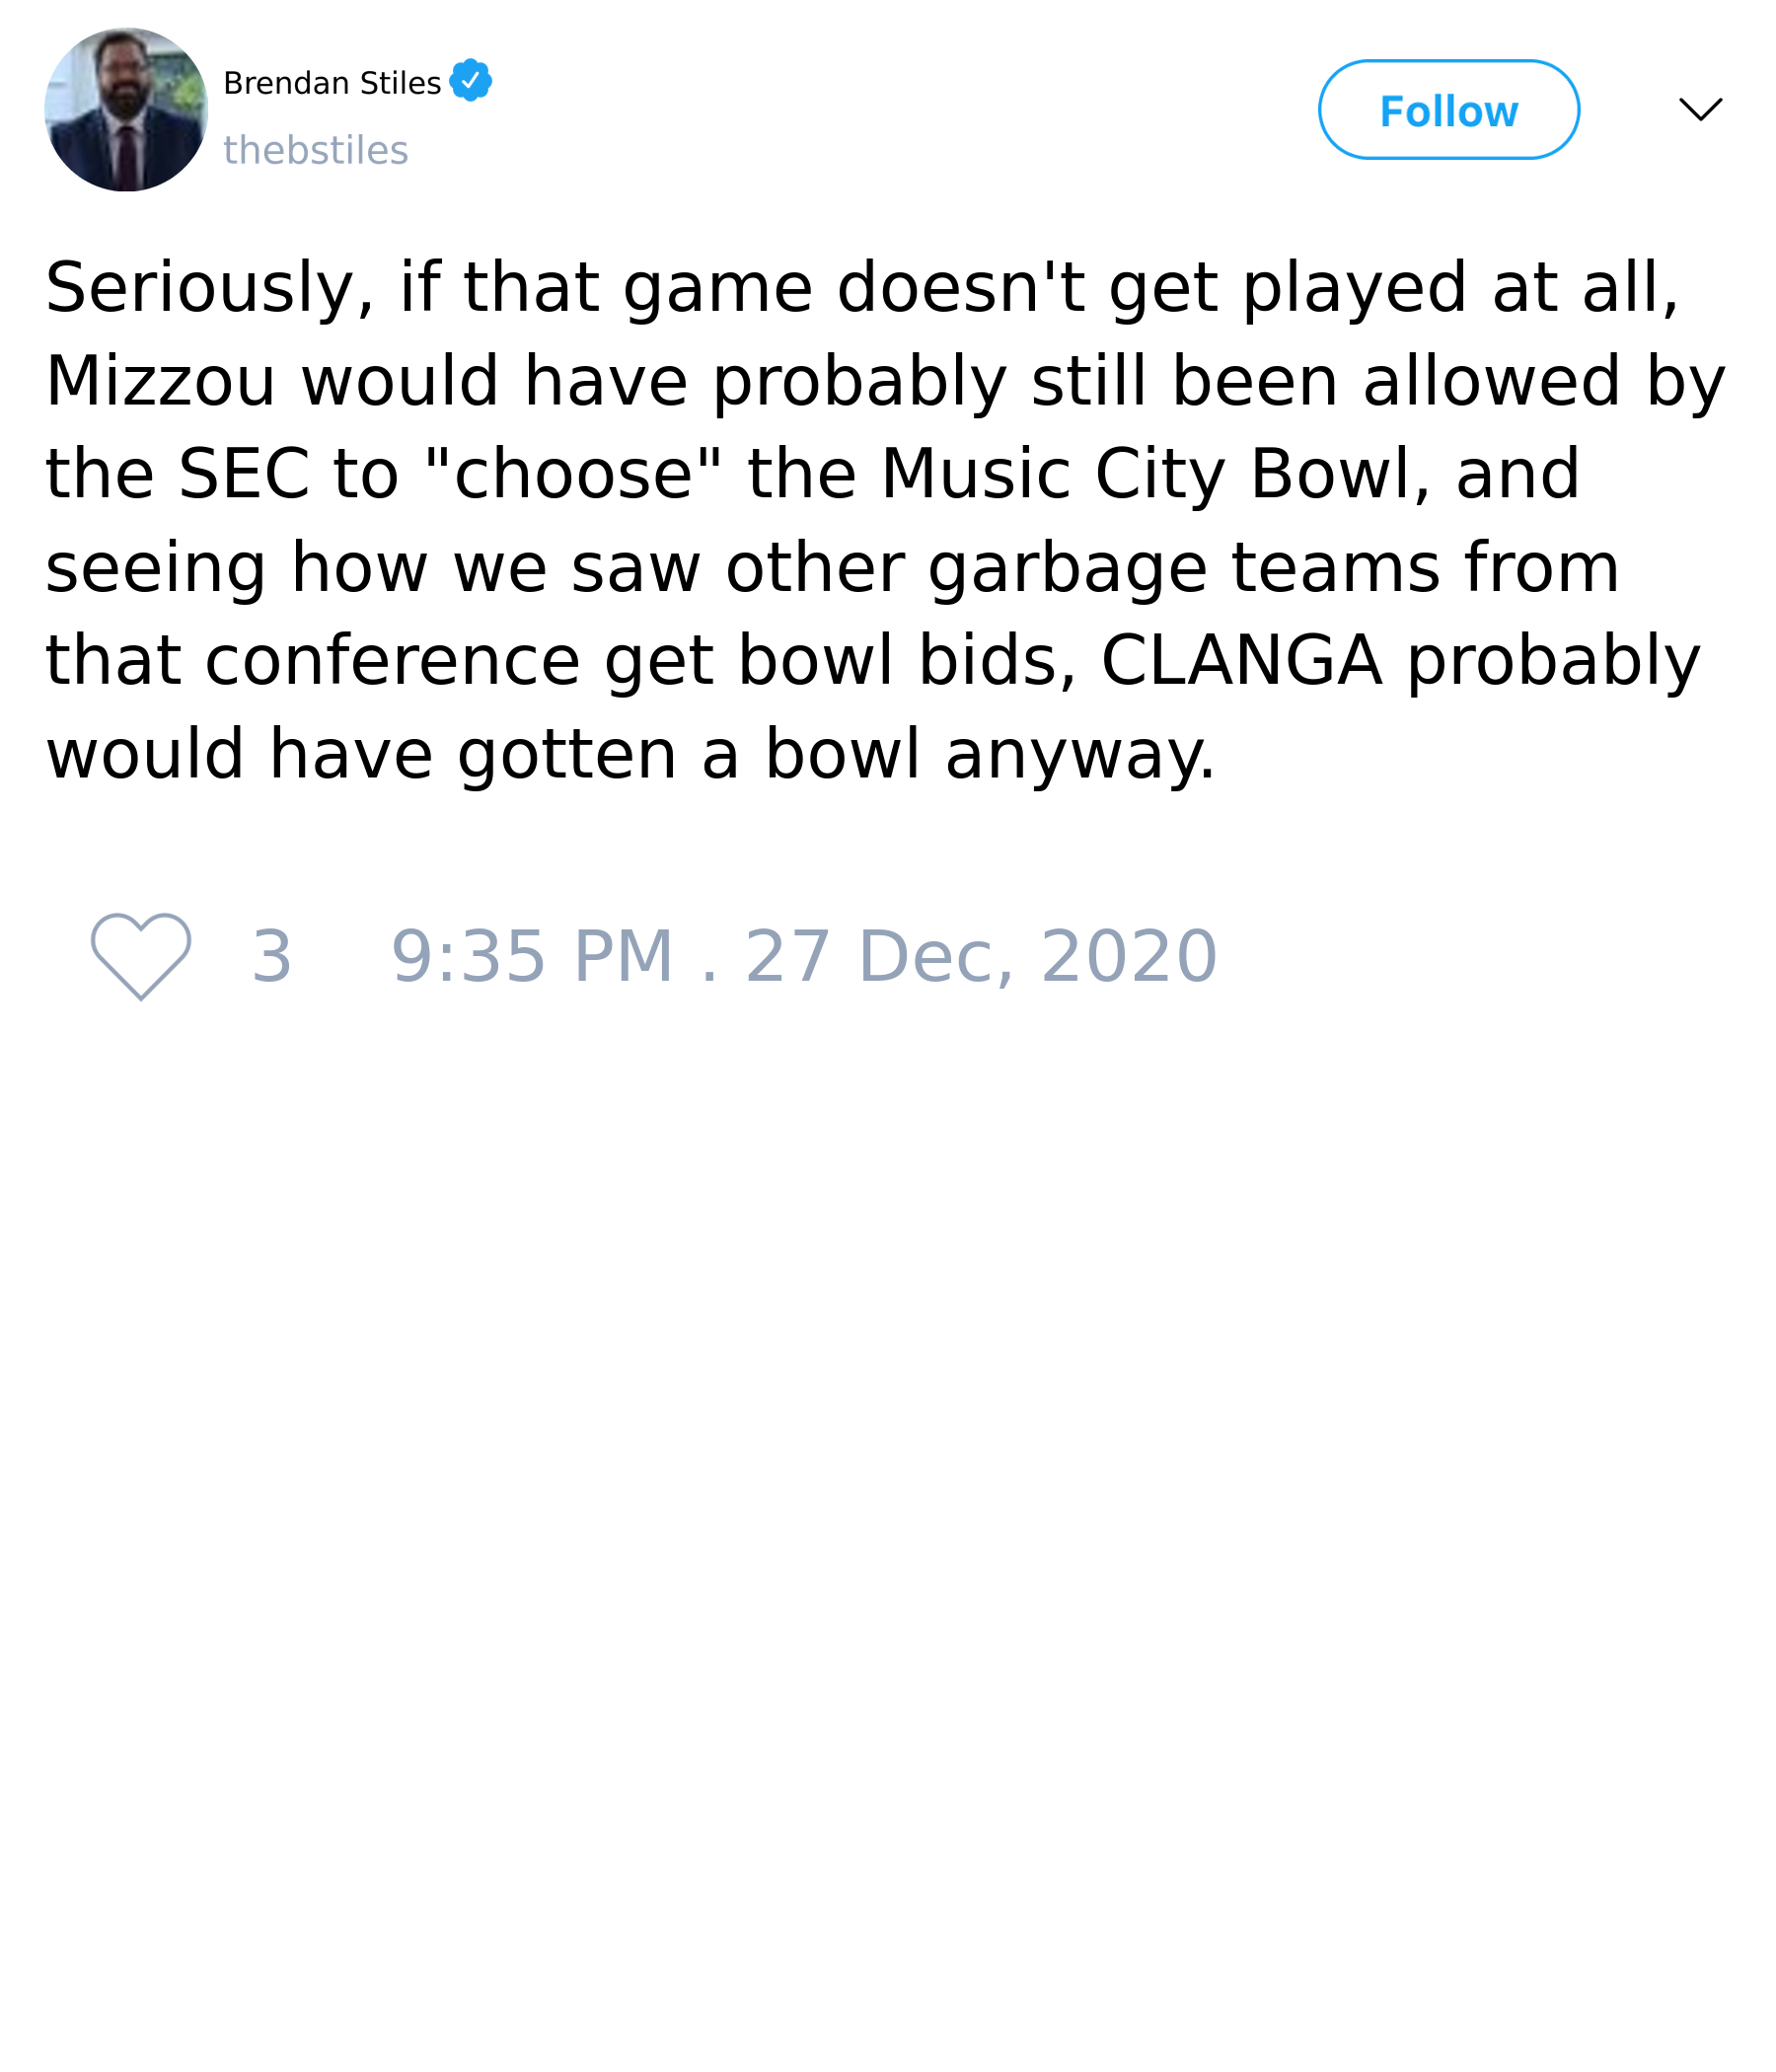 Brendan Stiles
thebstiles
Follow
Seriously, if that game doesn't get played at all,
Mizzou would have probably still been allowed by
the SEC to "choose" the Music City Bowl, and
seeing how we saw other garbage teams from
that conference get bowl bids, CLANGA probably
would have gotten a bowl anyway.
3 9:35 PM . 27 Dec, 2020